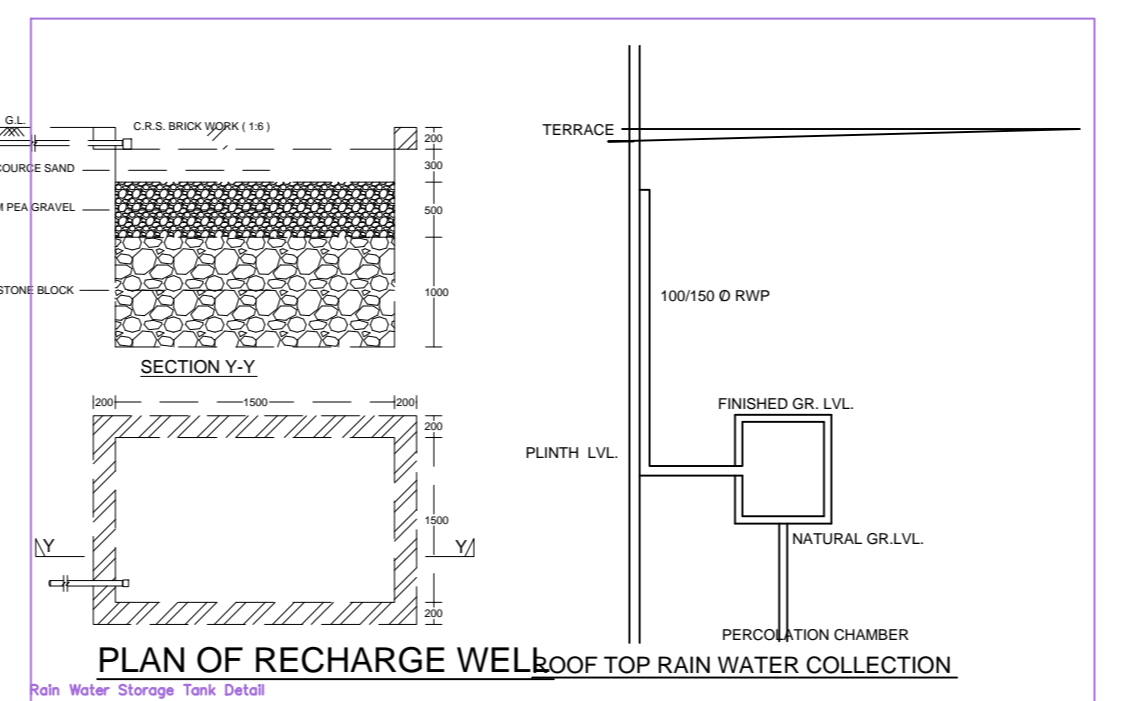 G.L.
C.R.S. BRICK WORK ( 1:6 )
200
COURCE SAND
300
M PEA GRAVEL
500
STONE BLOCK
1000
SECTION Y-Y
200
1500
200
200
1500
Y
Y
200
PLAN OF RECHARGE WELL
Rain Water Storage Tank Detail
TERRACE
100/150 Ø RWP
FINISHED GR. LVL.
PLINTH LVL.
NATURAL GR.LVL.
PERCOLATION CHAMBER
ROOF TOP RAIN WATER COLLECTION